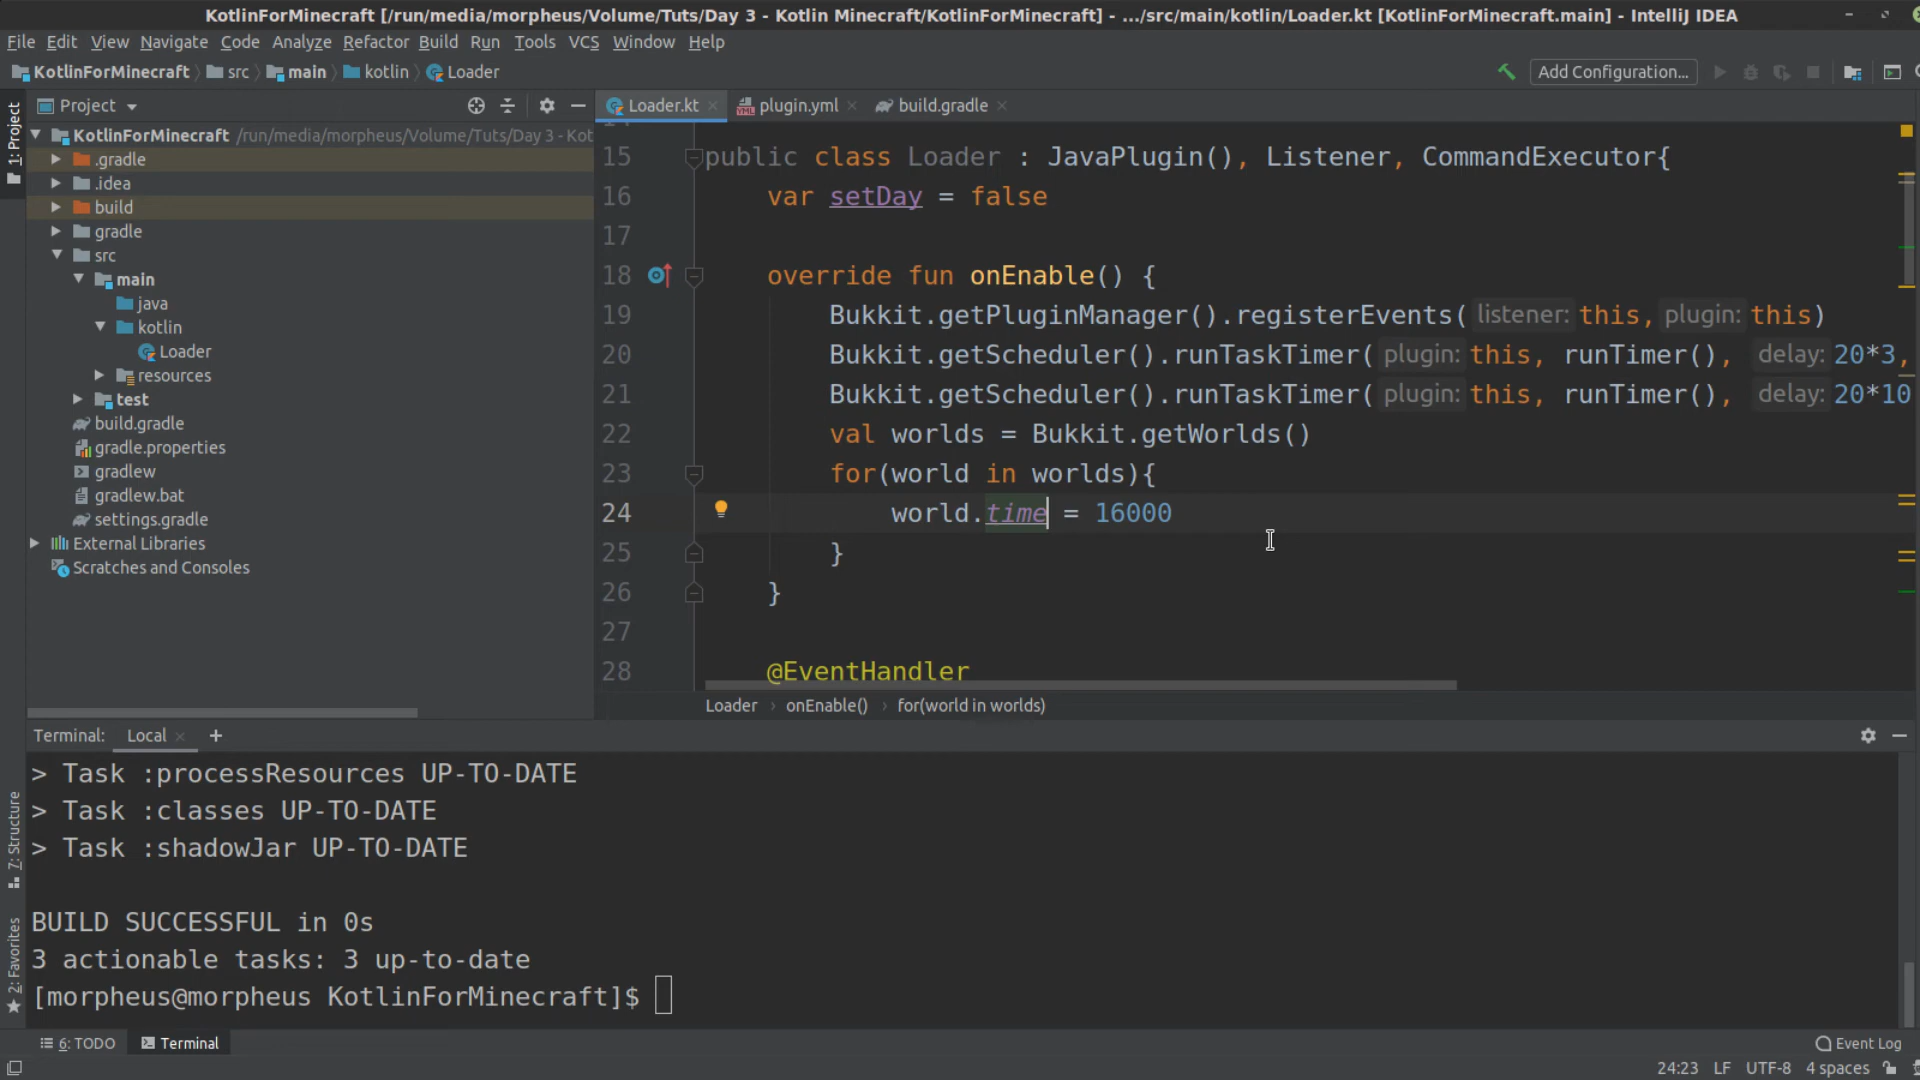 KotlinForMinecraft [/run/media/morpheus/Volume/Tuts/Day 3 - Kotlin Minecraft/KotlinForMinecraft] - .../src/main/kotlin/Loader.kt [KotlinForMinecraft.main] - IntelliJ IDEA
File Edit View Navigate Code Analyze Refactor Build Run Tools VCS Window Help
KotlinForMinecraft src main kotlin Loader Add Configuration...
1: Project
Project
KotlinForMinecraft /run/media/morpheus/Volume/Tuts/Day 3 - Kot
.gradle
.idea
build
gradle
src
main
java
kotlin
Loader
resources
test
build.gradle
gradle.properties
gradlew
gradlew.bat
settings.gradle
External Libraries
Scratches and Consoles
Loader.kt plugin.yml build.gradle
15 public class Loader : JavaPlugin(), Listener, CommandExecutor{
16 var setDay = false
17
18 override fun onEnable() {
19 Bukkit.getPluginManager().registerEvents( listener: this, plugin: this)
20 Bukkit.getScheduler().runTaskTimer( plugin: this, runTimer(), delay: 20*3,
21 Bukkit.getScheduler().runTaskTimer( plugin: this, runTimer(), delay: 20*10
22 val worlds = Bukkit.getWorlds()
23 for(world in worlds){
24 world.time = 16000
25 }
26 }
27
28 @EventHandler
Loader › onEnable() › for(world in worlds)
Terminal: Local +
> Task :processResources UP-TO-DATE
> Task :classes UP-TO-DATE
> Task :shadowJar UP-TO-DATE
BUILD SUCCESSFUL in 0s
3 actionable tasks: 3 up-to-date
[morpheus@morpheus KotlinForMinecraft]$
7: Structure
2: Favorites
6: TODO Terminal Event Log
24:23 LF UTF-8 4 spaces